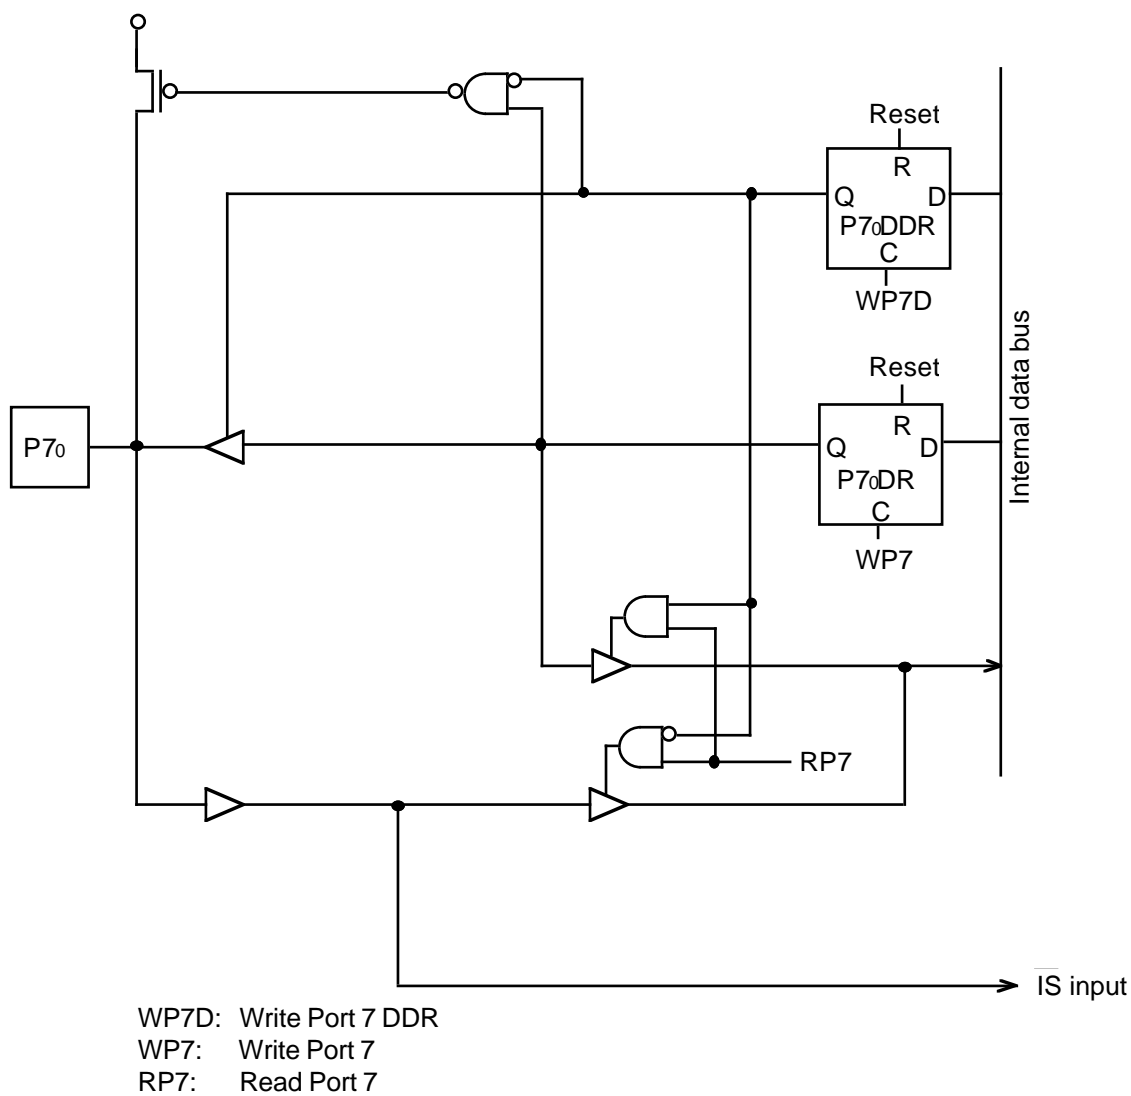 Reset
R
Q D
P7₀DDR
C
WP7D
Internal data bus
Reset
R
Q D
P7₀DR
C
WP7
P7₀
RP7
I̅S̅ input
WP7D: Write Port 7 DDR
WP7: Write Port 7
RP7: Read Port 7